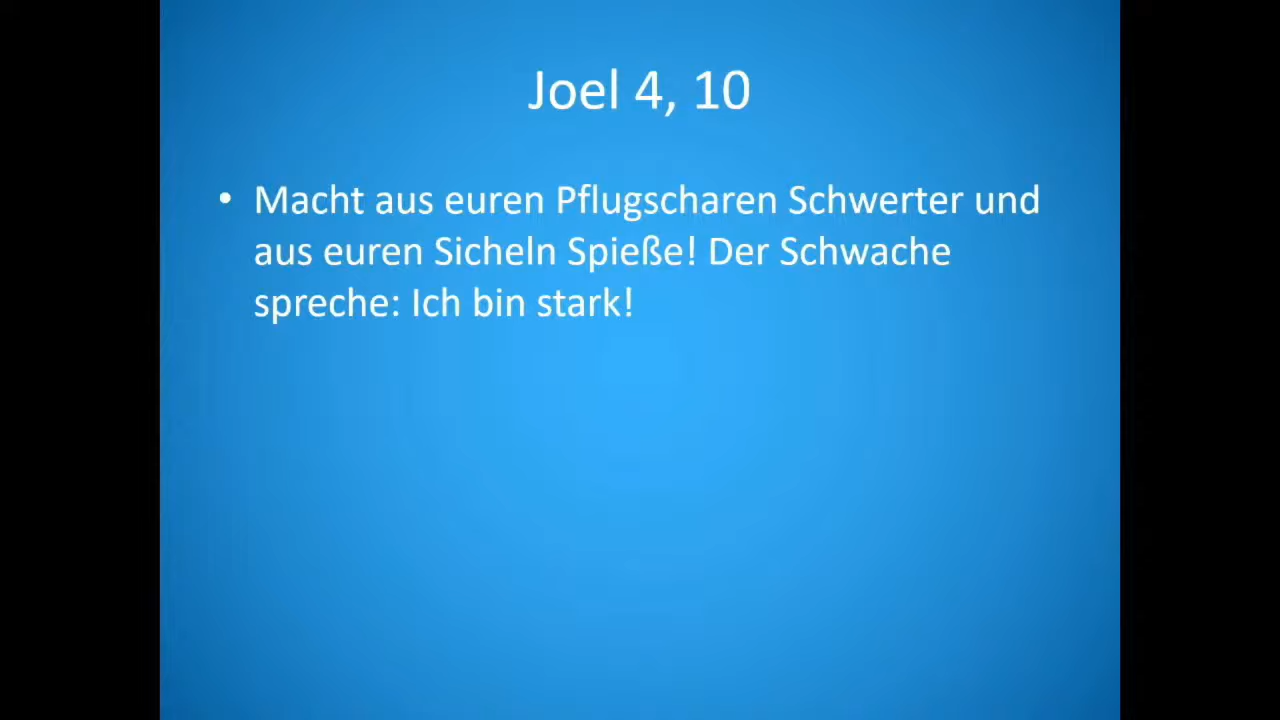 Joel 4, 10
• Macht aus euren Pflugscharen Schwerter und
aus euren Sicheln Spieße! Der Schwache
spreche: Ich bin stark!